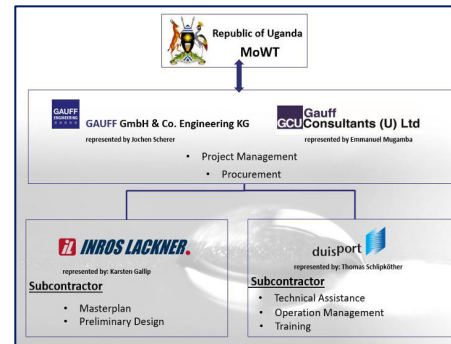 Republic of Uganda
MoWT
GAUFF
ENGINEERING
GAUFF GmbH & Co. Engineering KG
represented by Jochen Scherer
GCU
Gauff
Consultants (U) Ltd
represented by Emmanuel Mugamba
• Project Management
• Procurement
iL INROS LACKNER.
represented by: Karsten Gallip
Subcontractor
• Masterplan
• Preliminary Design
duisport
represented by: Thomas Schlipköther
Subcontractor
• Technical Assistance
• Operation Management
• Training